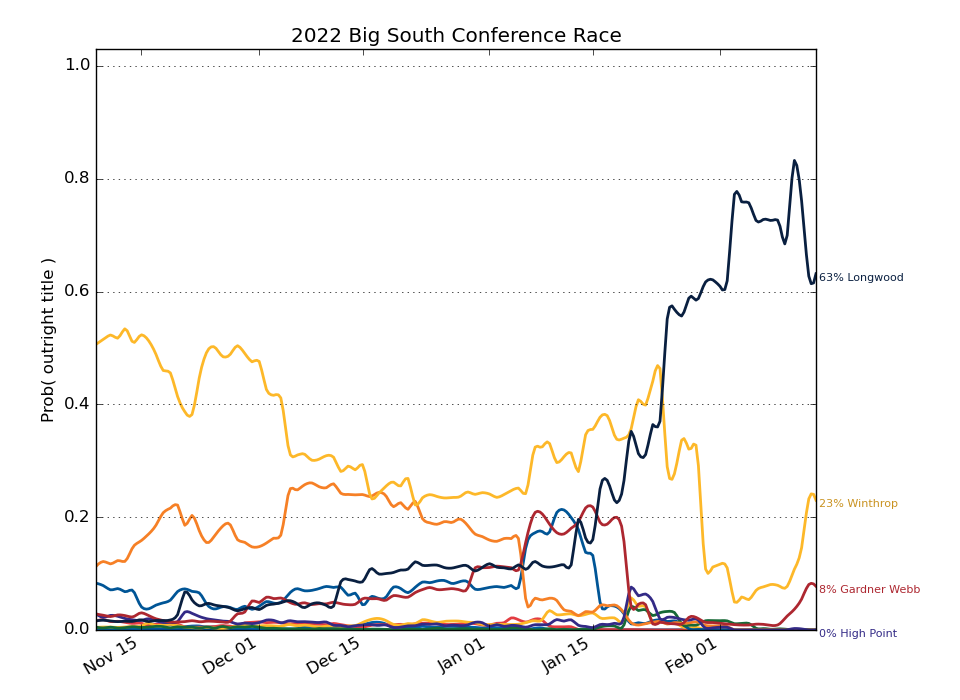 2022 Big South Conference Race
Prob( outright title )
1.0
0.8
0.6
0.4
0.2
0.0
63% Longwood
23% Winthrop
8% Gardner Webb
0% High Point
Nov 15
Dec 01
Dec 15
Jan 01
Jan 15
Feb 01